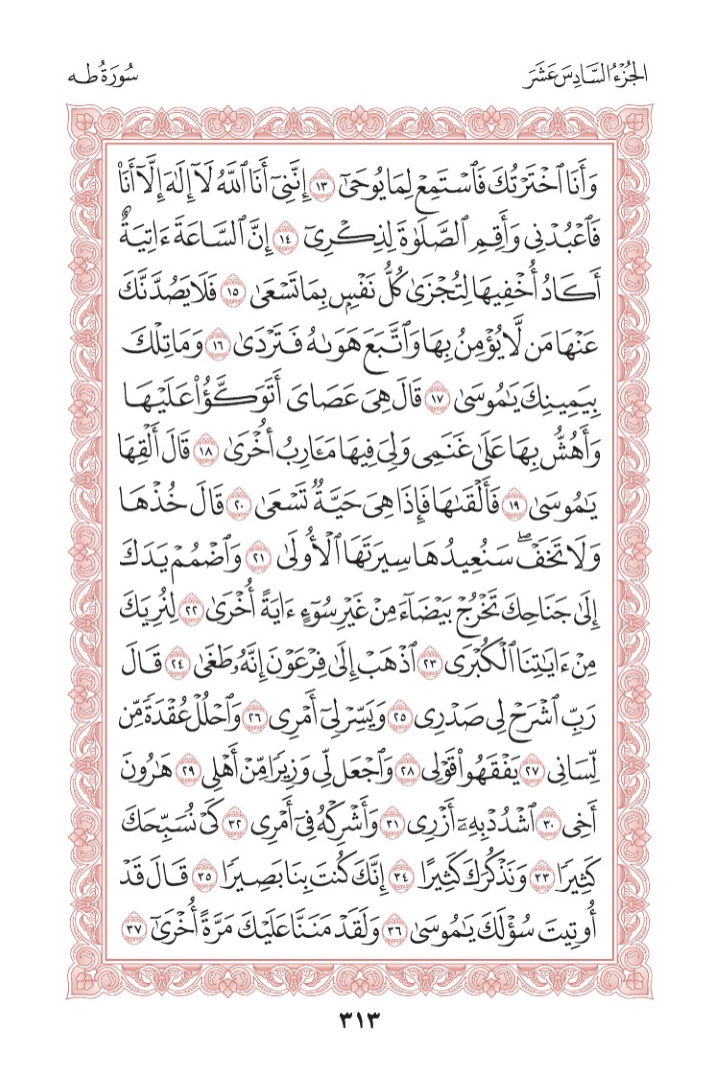 الجُزْءُ السَّادِسَ عَشَرَ
سُورَةُ طه
وَأَنَا ٱخْتَرْتُكَ فَٱسْتَمِعْ لِمَا يُوحَىٰٓ ١٣ إِنَّنِىٓ أَنَا ٱللَّهُ لَآ إِلَٰهَ إِلَّآ أَنَا۠
فَٱعْبُدْنِى وَأَقِمِ ٱلصَّلَوٰةَ لِذِكْرِىٓ ١٤ إِنَّ ٱلسَّاعَةَ ءَاتِيَةٌ
أَكَادُ أُخْفِيهَا لِتُجْزَىٰ كُلُّ نَفْسٍۭ بِمَا تَسْعَىٰ ١٥ فَلَا يَصُدَّنَّكَ
عَنْهَا مَن لَّا يُؤْمِنُ بِهَا وَٱتَّبَعَ هَوَىٰهُ فَتَرْدَىٰ ١٦ وَمَا تِلْكَ
بِيَمِينِكَ يَٰمُوسَىٰ ١٧ قَالَ هِىَ عَصَاىَ أَتَوَكَّؤُا۟ عَلَيْهَا
وَأَهُشُّ بِهَا عَلَىٰ غَنَمِى وَلِىَ فِيهَا مَـَٔارِبُ أُخْرَىٰ ١٨ قَالَ أَلْقِهَا
يَٰمُوسَىٰ ١٩ فَأَلْقَىٰهَا فَإِذَا هِىَ حَيَّةٌ تَسْعَىٰ ٢٠ قَالَ خُذْهَا
وَلَا تَخَفْ ۖ سَنُعِيدُهَا سِيرَتَهَا ٱلْأُولَىٰ ٢١ وَٱضْمُمْ يَدَكَ
إِلَىٰ جَنَاحِكَ تَخْرُجْ بَيْضَآءَ مِنْ غَيْرِ سُوٓءٍ ءَايَةً أُخْرَىٰ ٢٢ لِنُرِيَكَ
مِنْ ءَايَٰتِنَا ٱلْكُبْرَى ٢٣ ٱذْهَبْ إِلَىٰ فِرْعَوْنَ إِنَّهُۥ طَغَىٰ ٢٤ قَالَ
رَبِّ ٱشْرَحْ لِى صَدْرِى ٢٥ وَيَسِّرْ لِىٓ أَمْرِى ٢٦ وَٱحْلُلْ عُقْدَةً مِّن
لِّسَانِى ٢٧ يَفْقَهُوا۟ قَوْلِى ٢٨ وَٱجْعَل لِّى وَزِيرًا مِّنْ أَهْلِى ٢٩ هَٰرُونَ
أَخِى ٣٠ ٱشْدُدْ بِهِۦٓ أَزْرِى ٣١ وَأَشْرِكْهُ فِىٓ أَمْرِى ٣٢ كَىْ نُسَبِّحَكَ
كَثِيرًا ٣٣ وَنَذْكُرَكَ كَثِيرًا ٣٤ إِنَّكَ كُنتَ بِنَا بَصِيرًا ٣٥ قَالَ قَدْ
أُوتِيتَ سُؤْلَكَ يَٰمُوسَىٰ ٣٦ وَلَقَدْ مَنَنَّا عَلَيْكَ مَرَّةً أُخْرَىٰٓ ٣٧
٣١٣